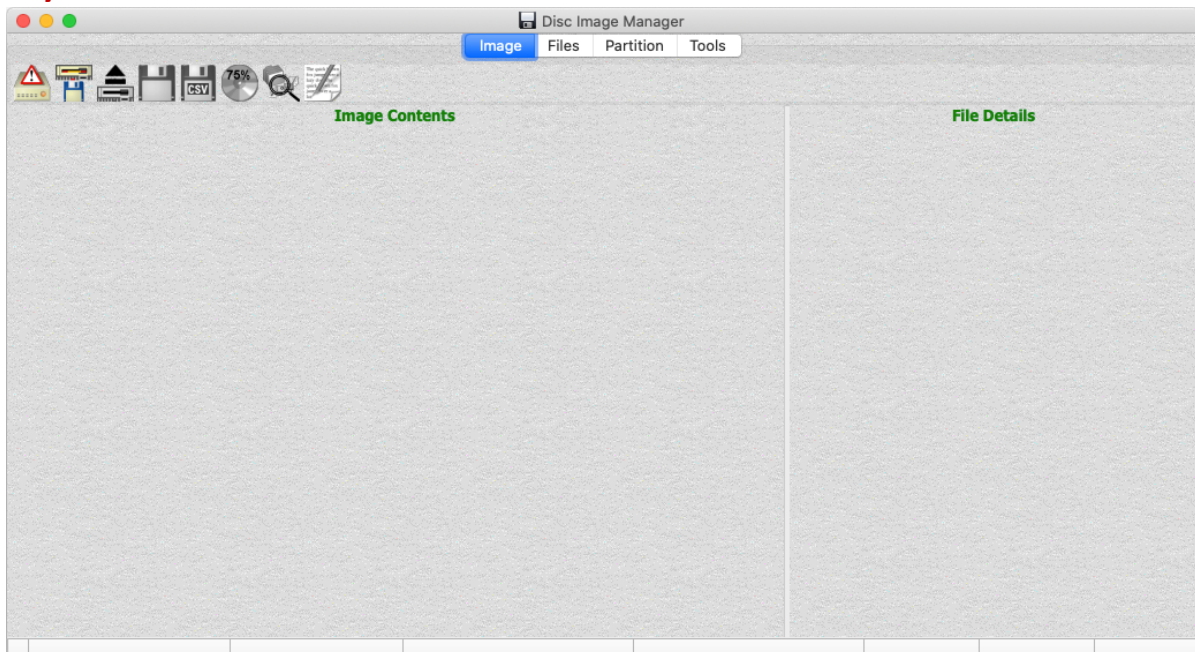 Disc Image Manager
Image Files Partition Tools
CSV 75%
Image Contents File Details